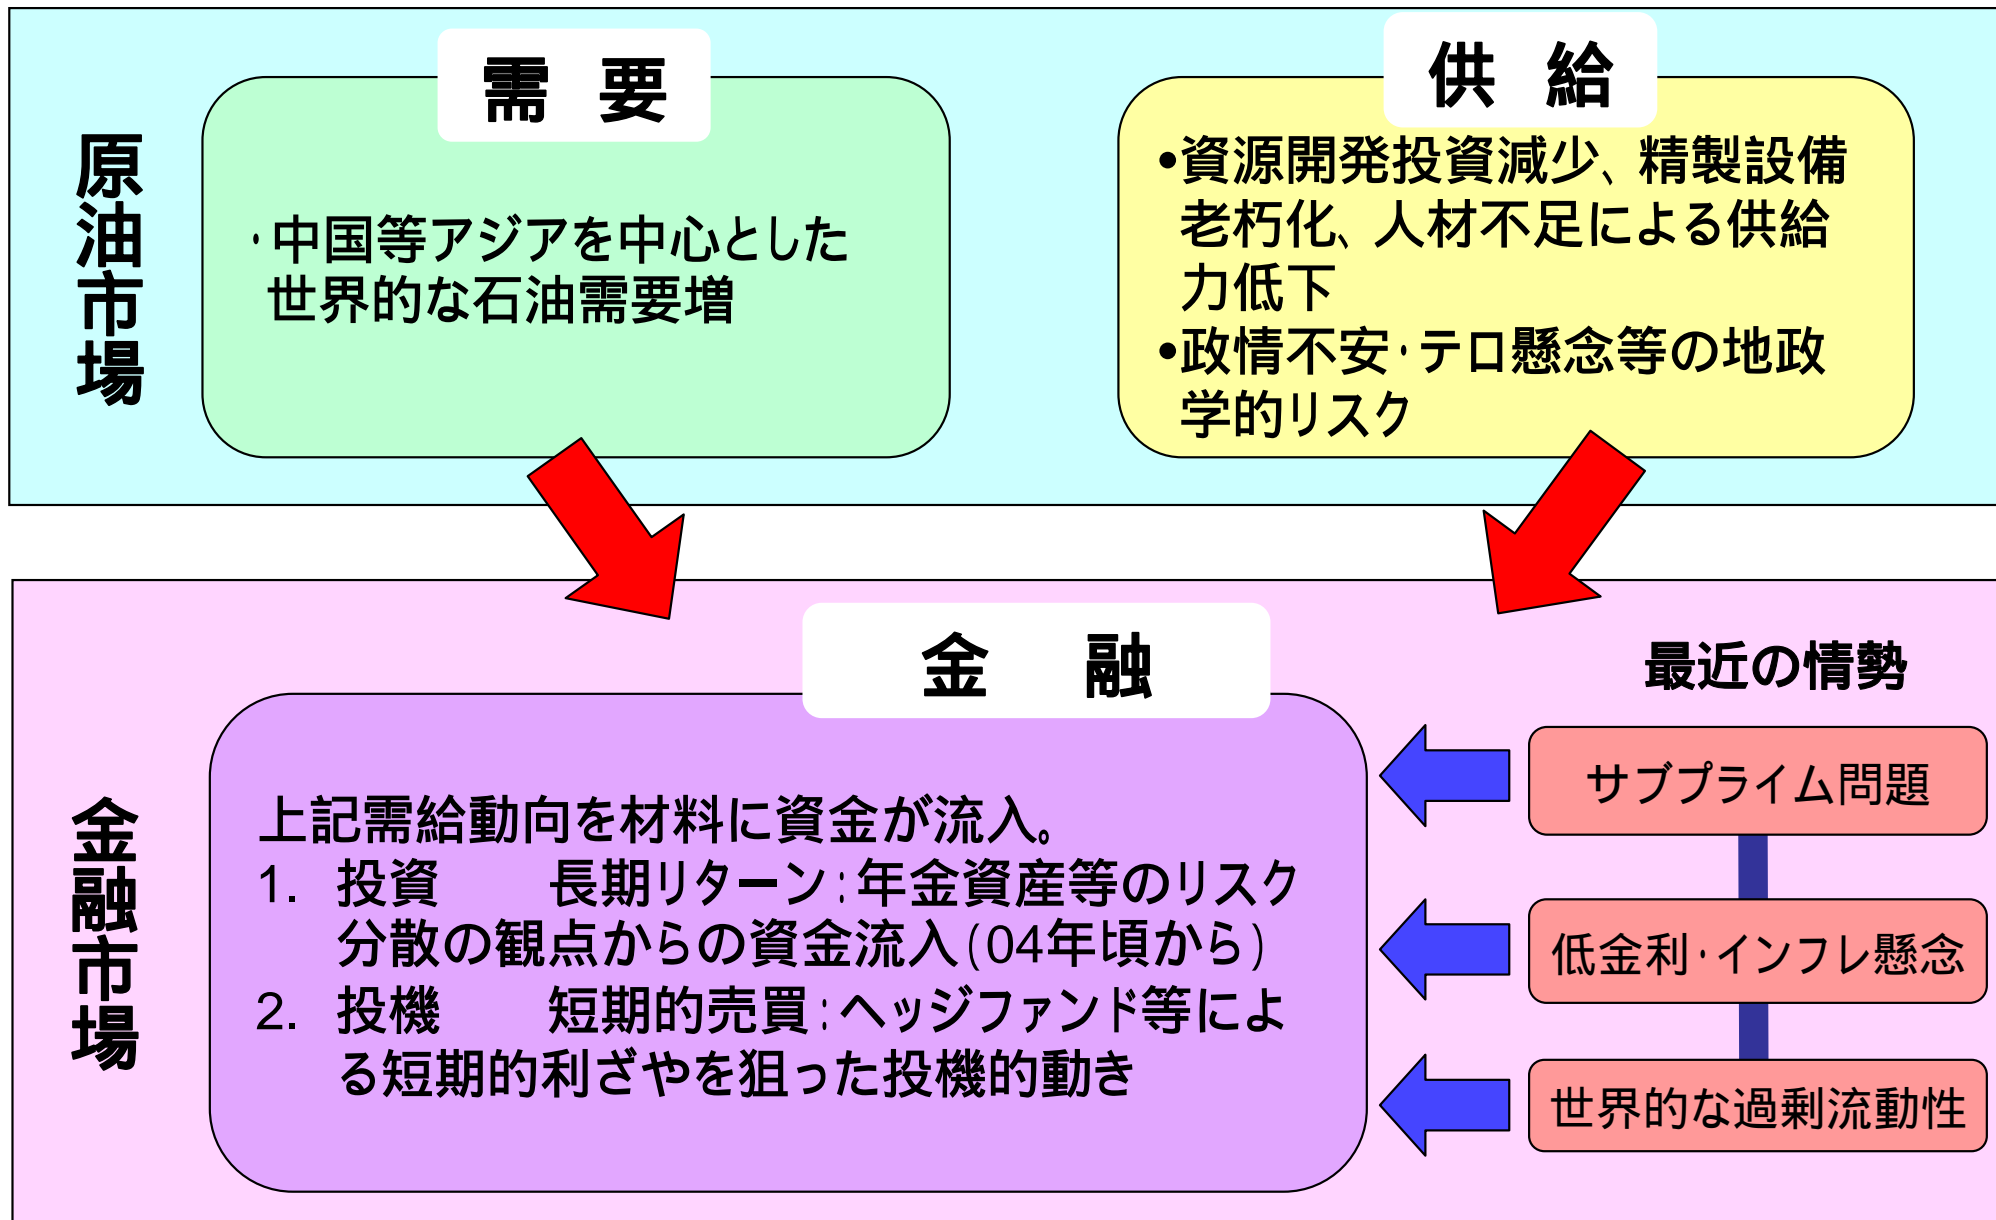 原油市場
需 要
・中国等アジアを中心とした
世界的な石油需要増
供 給
•資源開発投資減少、精製設備
老朽化、人材不足による供給
力低下
•政情不安・テロ懸念等の地政
学的リスク
金融市場
金 融
上記需給動向を材料に資金が流入。
1. 投資 長期リターン:年金資産等のリスク
分散の観点からの資金流入(04年頃から)
2. 投機 短期的売買:ヘッジファンド等によ
る短期的利ざやを狙った投機的動き
最近の情勢
サブプライム問題
低金利・インフレ懸念
世界的な過剰流動性